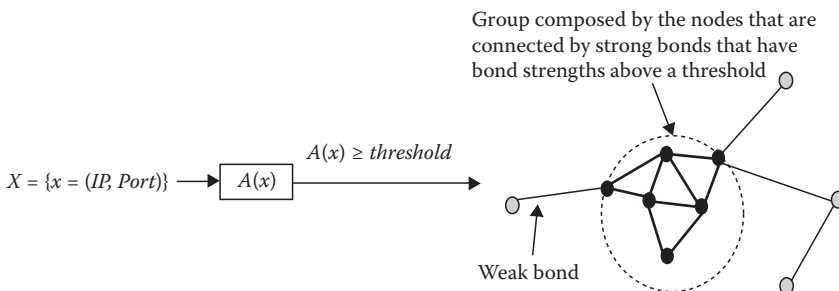 Group composed by the nodes that are
connected by strong bonds that have
bond strengths above a threshold
A(x) ≥ threshold
X = {x = (IP, Port)}
A(x)
Weak bond